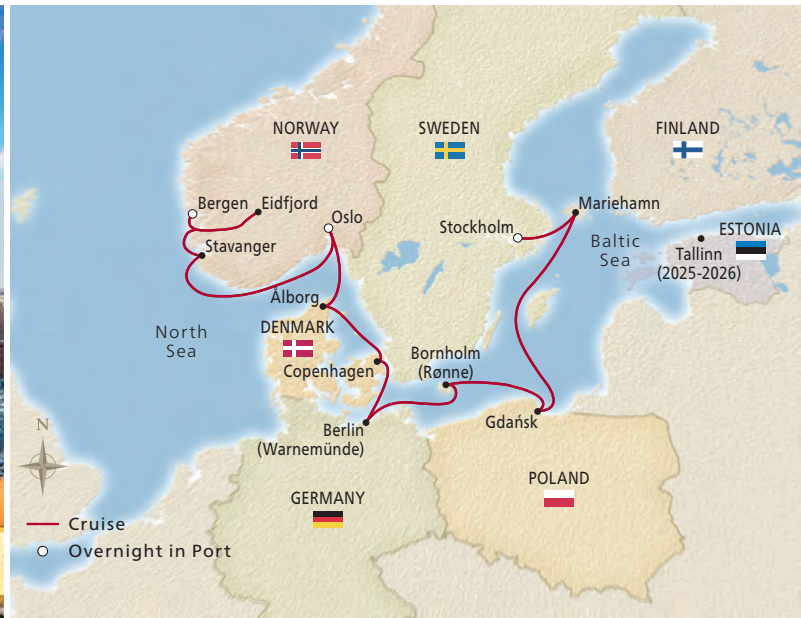 NORWAY
SWEDEN
FINLAND
Bergen
Eidfjord
Oslo
Mariehamn
Stockholm
Stavanger
Baltic
Sea
ESTONIA
Tallinn
(2025-2026)
Ålborg
North
Sea
DENMARK
Copenhagen
Bornholm
(Rønne)
Gdańsk
Berlin
(Warnemünde)
N
POLAND
GERMANY
Cruise
Overnight in Port